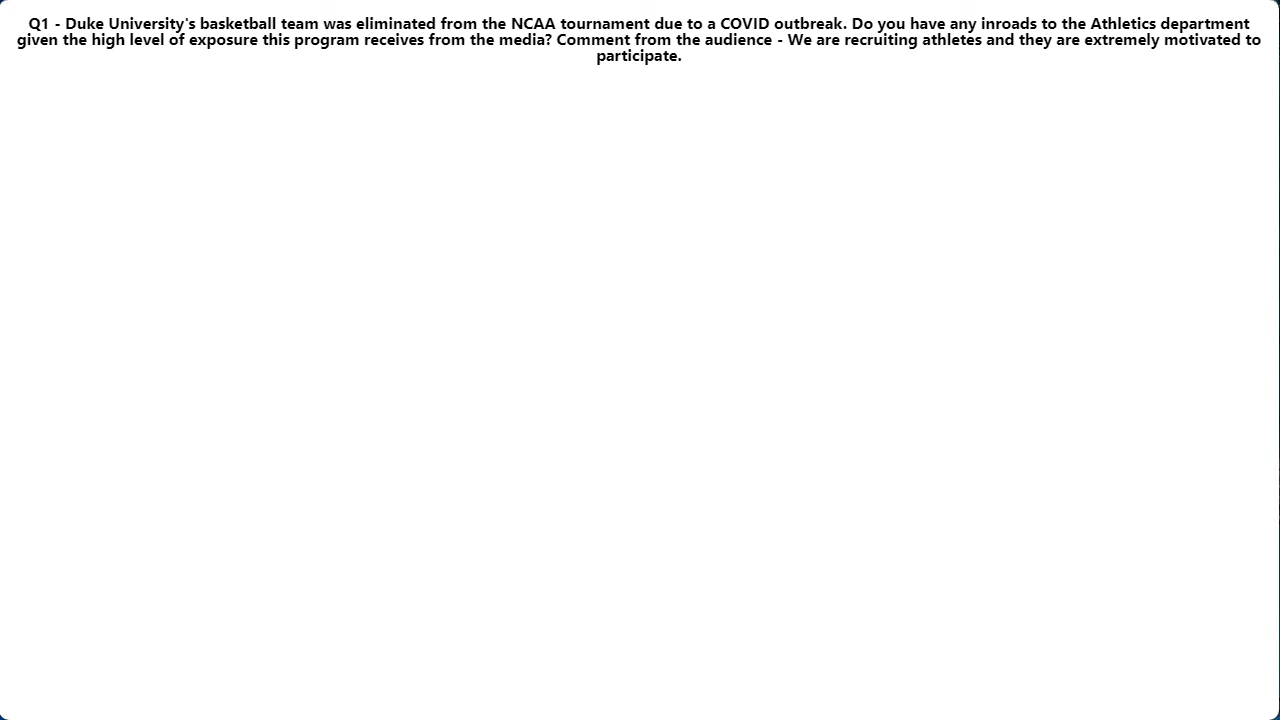 Q1 - Duke University's basketball team was eliminated from the NCAA tournament due to a COVID outbreak. Do you have any inroads to the Athletics department
given the high level of exposure this program receives from the media? Comment from the audience - We are recruiting athletes and they are extremely motivated to
participate.